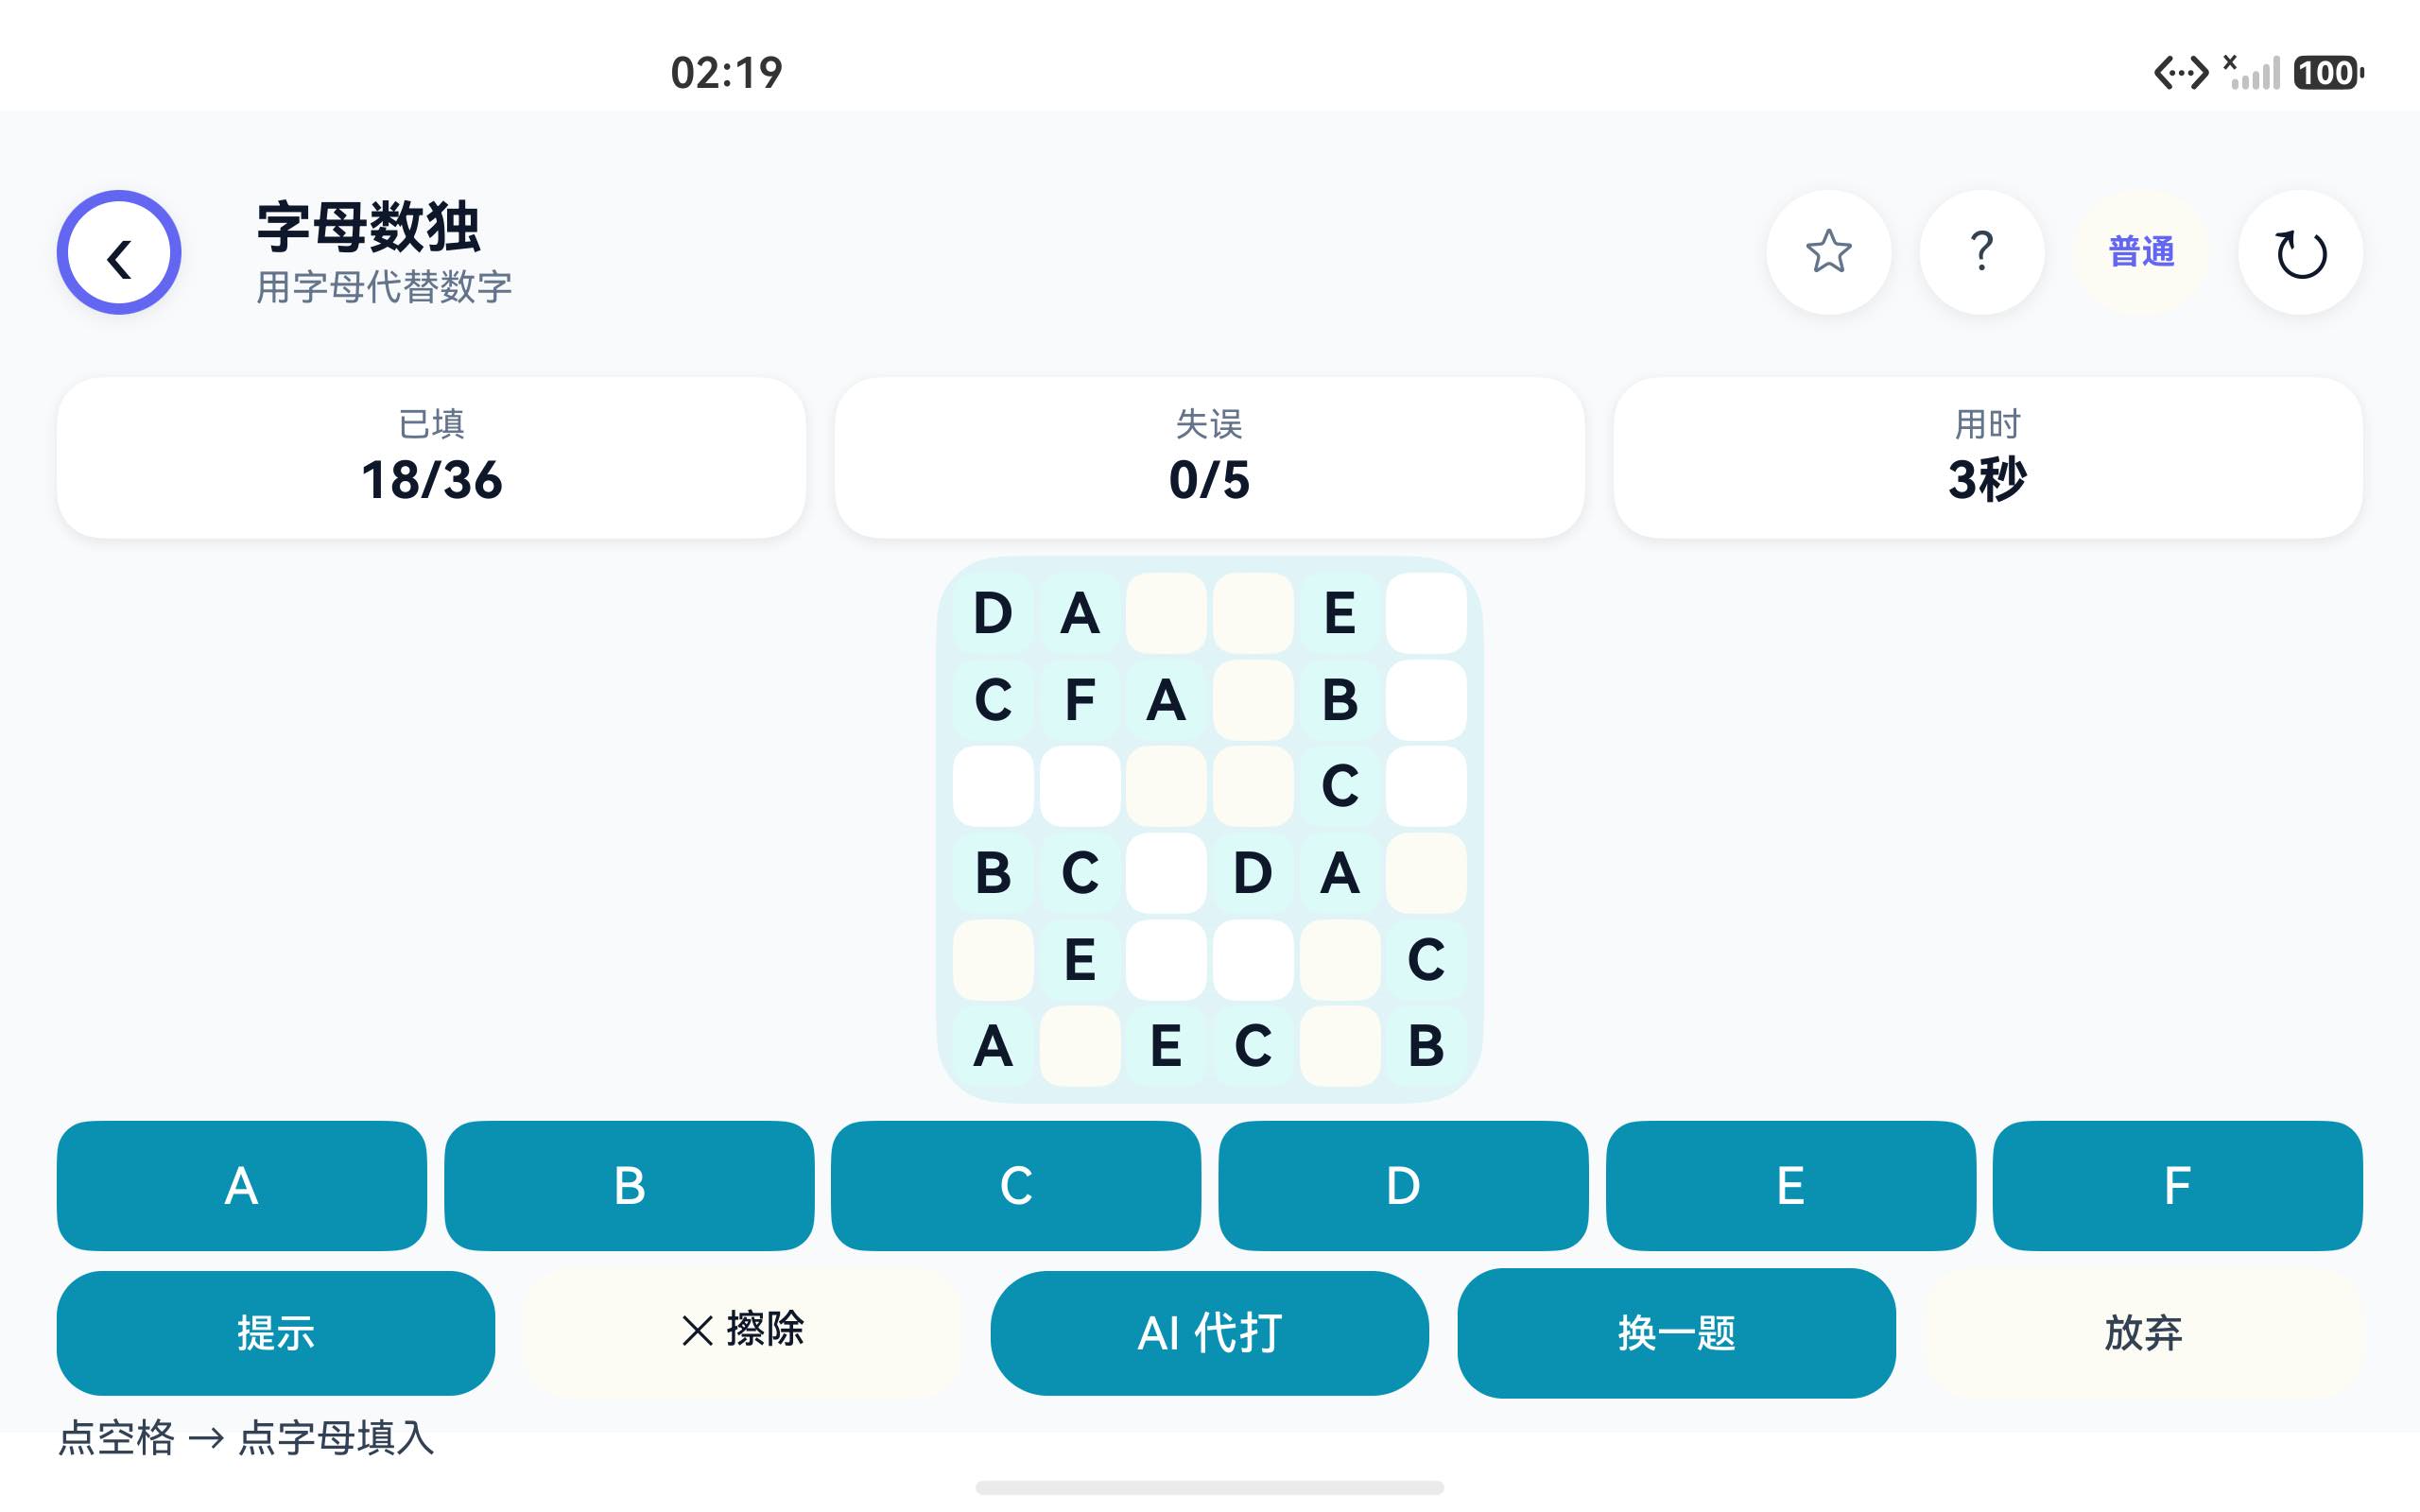 02:19
100
字母数独
用字母代替数字
?
普通
已填
18/36
失误
0/5
用时
3秒
D A E
C F A B
C
B C D A
E C
A E C B
A B C D E F
提示 × 擦除 AI 代打 换一题 放弃
点空格 → 点字母填入